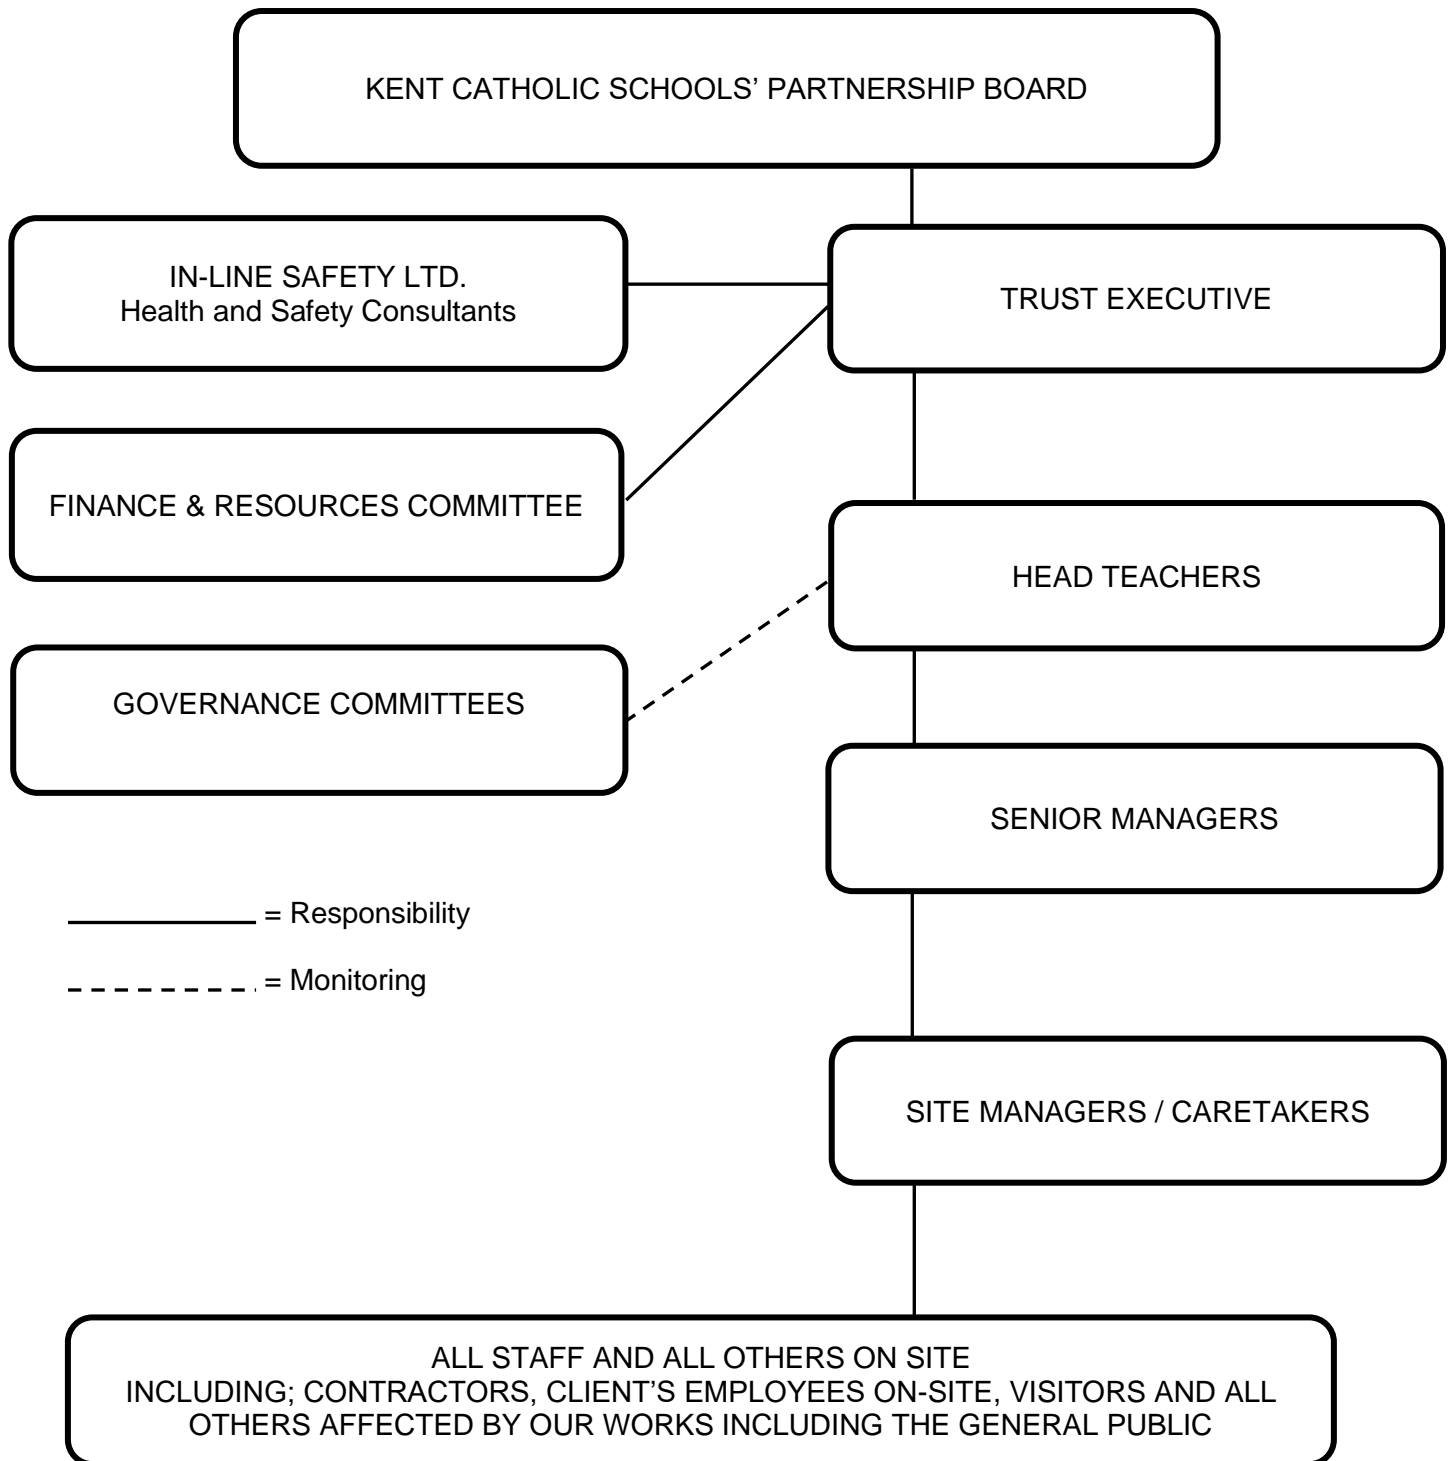 KENT CATHOLIC SCHOOLS’ PARTNERSHIP BOARD
IN-LINE SAFETY LTD.
Health and Safety Consultants
TRUST EXECUTIVE
FINANCE & RESOURCES COMMITTEE
HEAD TEACHERS
GOVERNANCE COMMITTEES
SENIOR MANAGERS
= Responsibility
= Monitoring
SITE MANAGERS / CARETAKERS
ALL STAFF AND ALL OTHERS ON SITE
INCLUDING; CONTRACTORS, CLIENT’S EMPLOYEES ON-SITE, VISITORS AND ALL
OTHERS AFFECTED BY OUR WORKS INCLUDING THE GENERAL PUBLIC